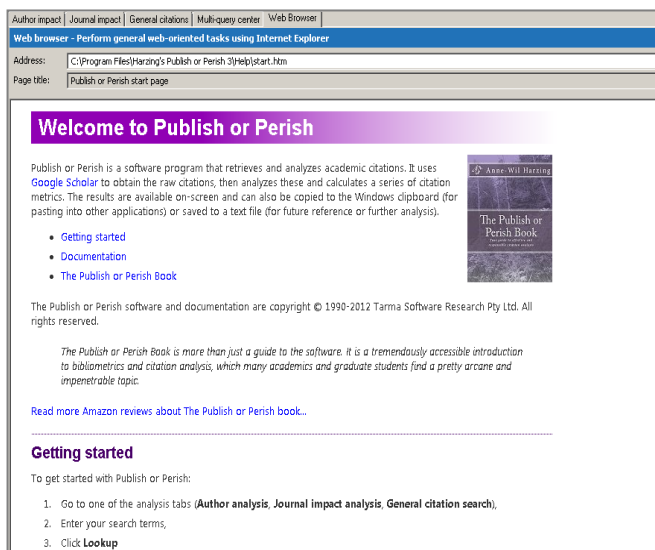 Author impact Journal impact General citations Multi-query center Web Browser
Web browser - Perform general web-oriented tasks using Internet Explorer
Address: C:\Program Files\Harzing's Publish or Perish 3\Help\start.htm
Page title: Publish or Perish start page
Welcome to Publish or Perish
Publish or Perish is a software program that retrieves and analyzes academic citations. It uses
Google Scholar to obtain the raw citations, then analyzes these and calculates a series of citation
metrics. The results are available on-screen and can also be copied to the Windows clipboard (for
pasting into other applications) or saved to a text file (for future reference or further analysis).
Anne-Wil Harzing
The Publish or
Perish Book
• Getting started
• Documentation
• The Publish or Perish Book
The Publish or Perish software and documentation are copyright © 1990-2012 Tarma Software Research Pty Ltd. All
rights reserved.
The Publish or Perish Book is more than just a guide to the software. It is a tremendously accessible introduction
to bibliometrics and citation analysis, which many academics and graduate students find a pretty arcane and
impenetrable topic.
Read more Amazon reviews about The Publish or Perish book...
Getting started
To get started with Publish or Perish:
1. Go to one of the analysis tabs (Author analysis, Journal impact analysis, General citation search),
2. Enter your search terms,
3. Click Lookup